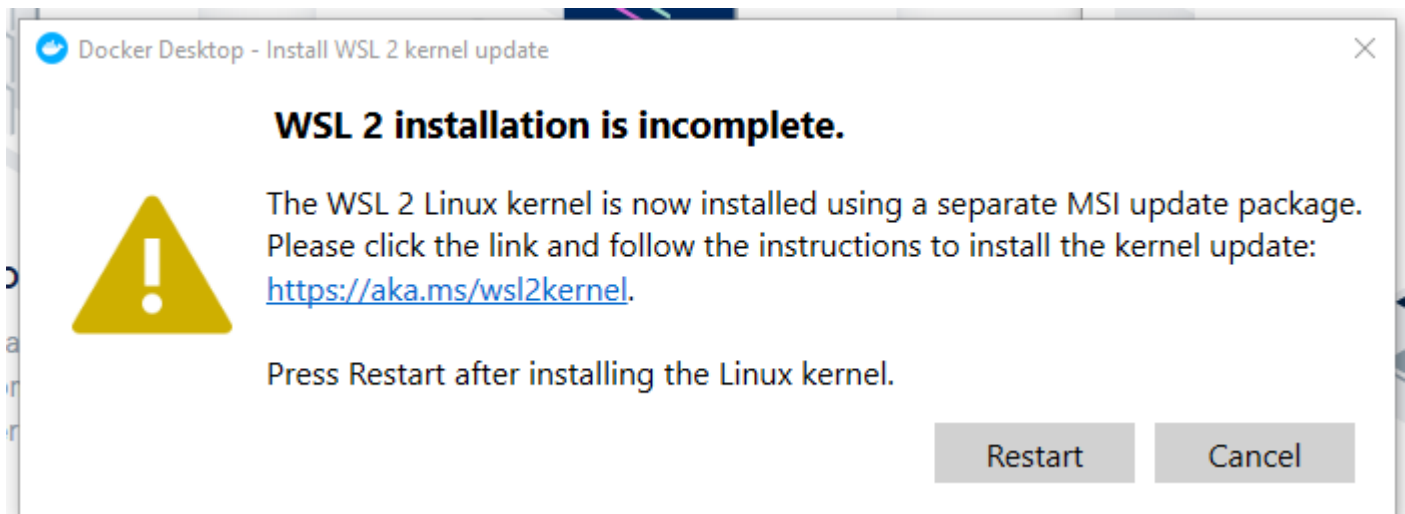 Docker Desktop - Install WSL 2 kernel update
WSL 2 installation is incomplete.
The WSL 2 Linux kernel is now installed using a separate MSI update package.
Please click the link and follow the instructions to install the kernel update:
https://aka.ms/wsl2kernel.
Press Restart after installing the Linux kernel.
Restart Cancel